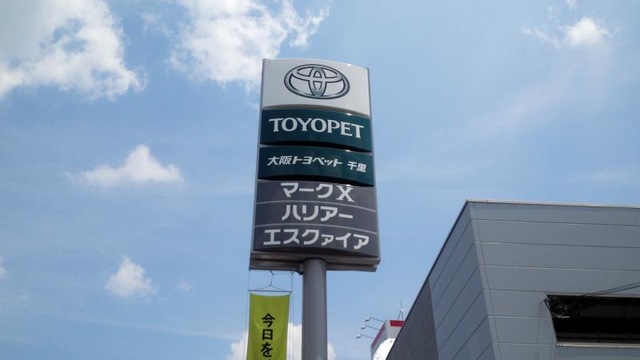 TOYOPET
大阪トヨペット 千里
マークX
ハリアー
エスクァイア
今日を